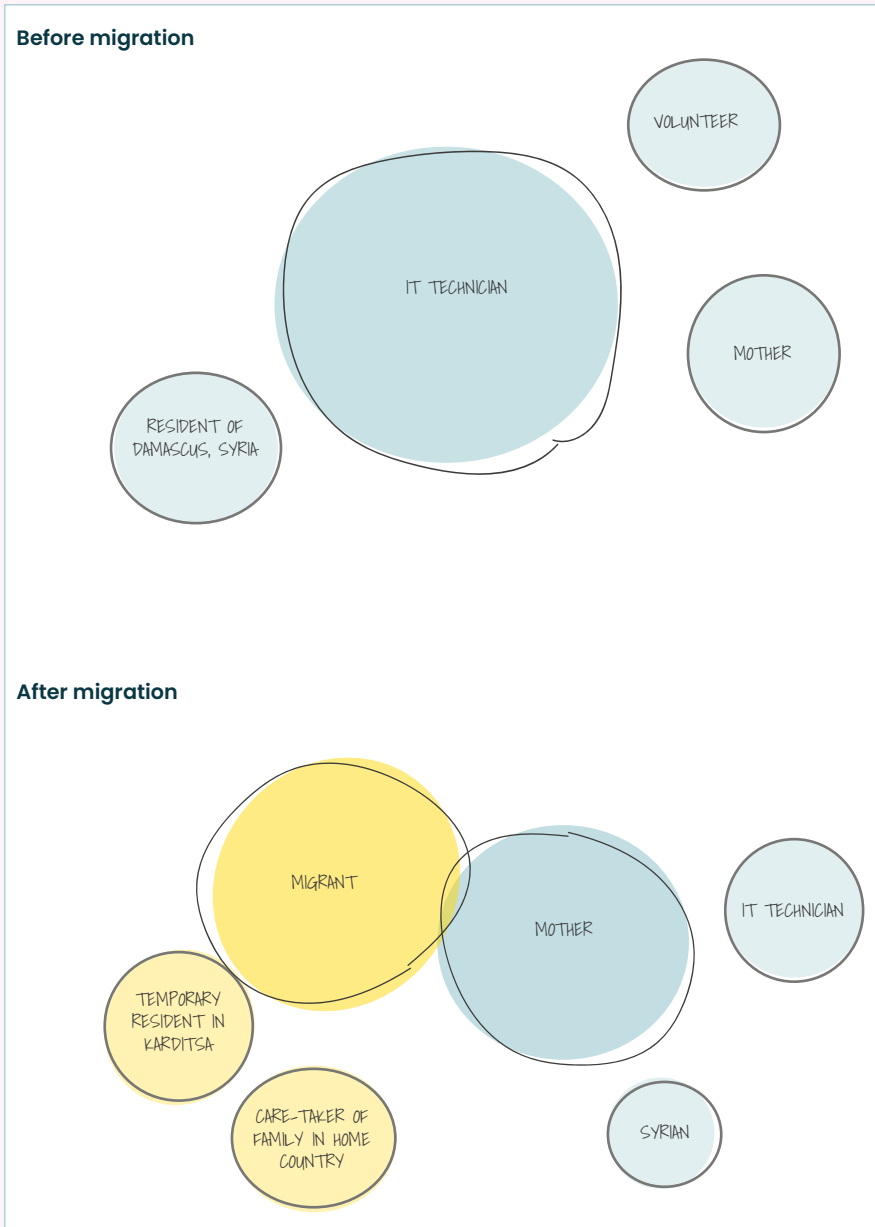 Before migration
VOLUNTEER
IT TECHNICIAN
MOTHER
RESIDENT OF
DAMASCUS, SYRIA
After migration
MIGRANT
MOTHER
IT TECHNICIAN
TEMPORARY
RESIDENT IN
KARDITSA
CARE-TAKER OF
FAMILY IN HOME
COUNTRY
SYRIAN